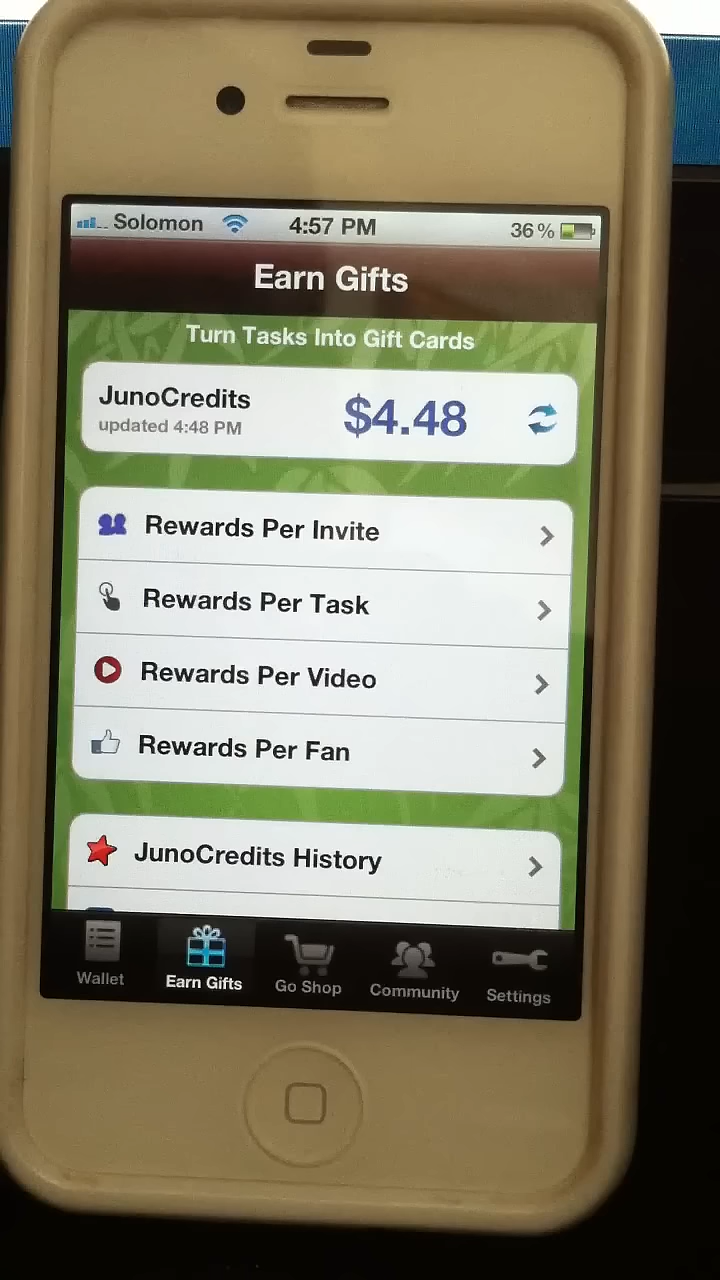 Solomon 4:57 PM 36%
Earn Gifts
Turn Tasks Into Gift Cards
JunoCredits
updated 4:48 PM
$4.48
Rewards Per Invite
Rewards Per Task
Rewards Per Video
Rewards Per Fan
JunoCredits History
Wallet Earn Gifts Go Shop Community Settings